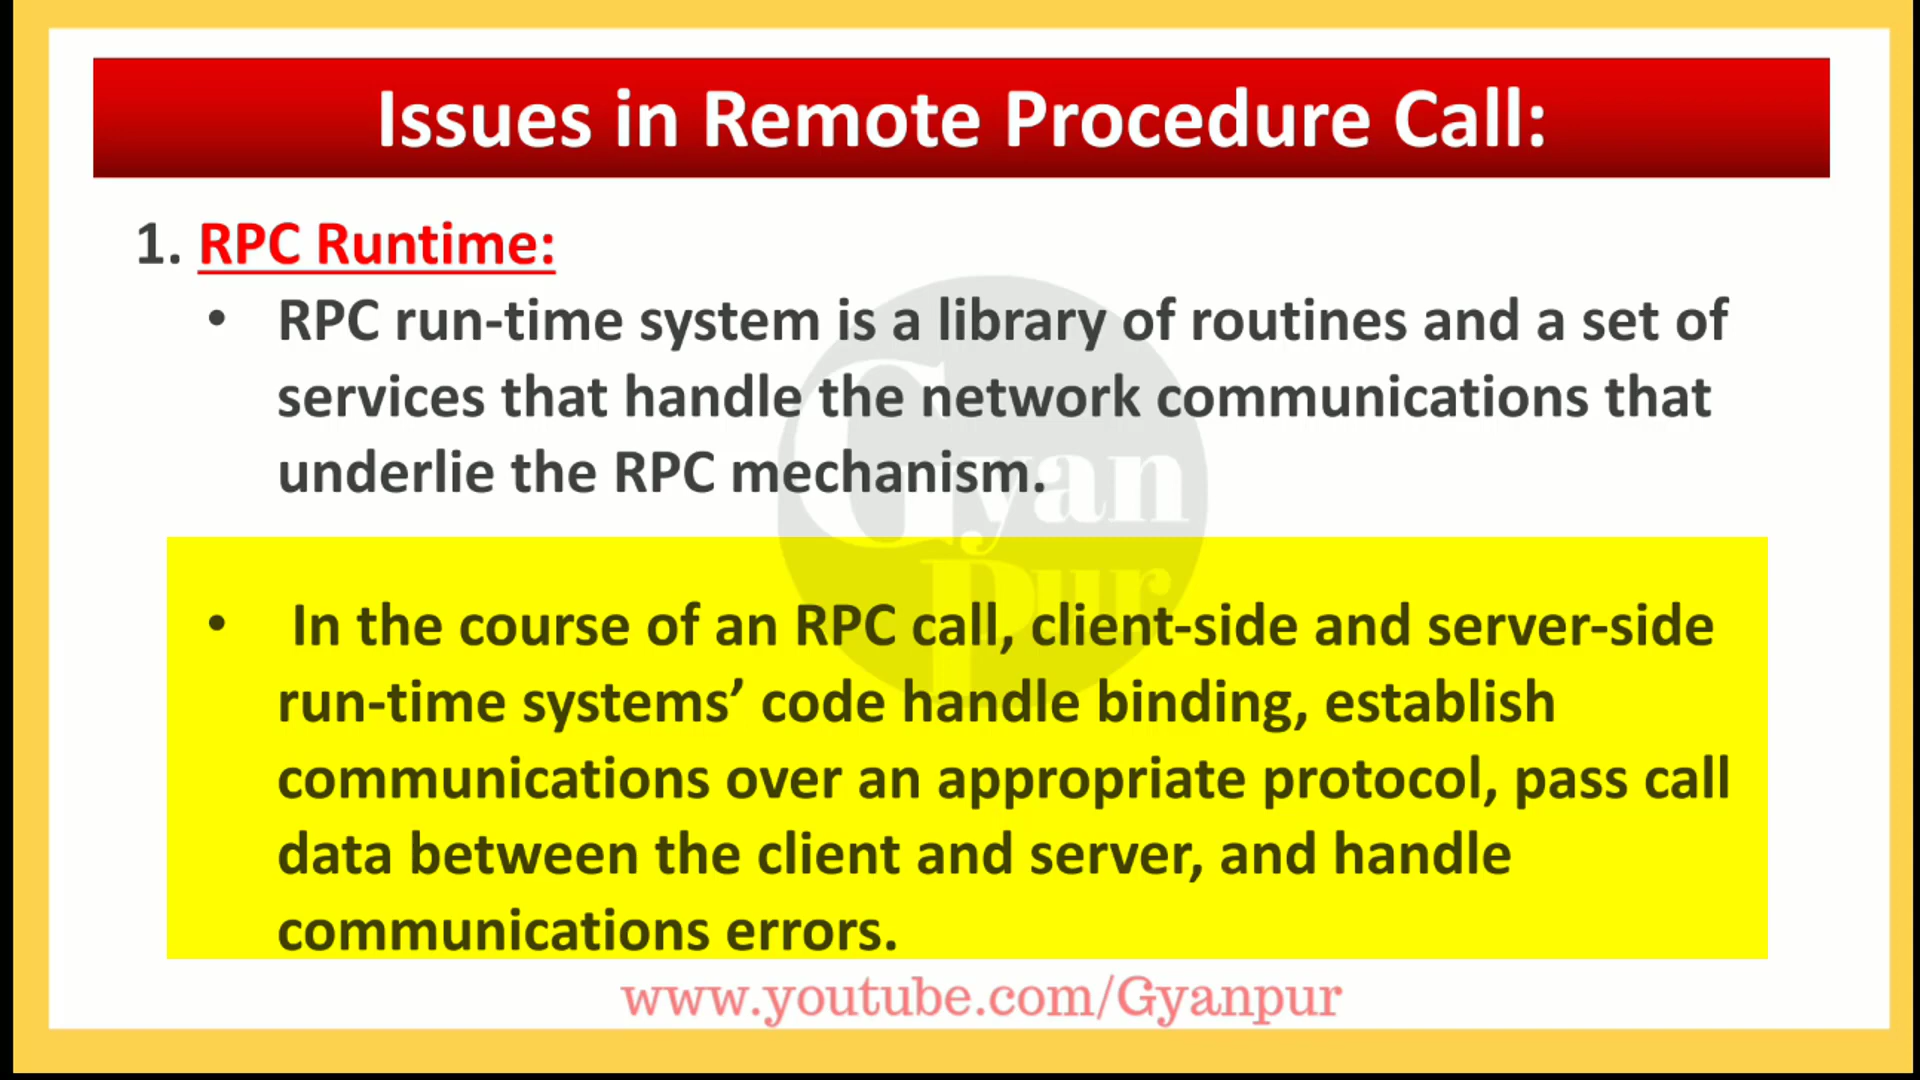 Issues in Remote Procedure Call:
1. RPC Runtime:
• RPC run-time system is a library of routines and a set of
services that handle the network communications that
underlie the RPC mechanism.
Gyan
Pur
• In the course of an RPC call, client-side and server-side
run-time systems’ code handle binding, establish
communications over an appropriate protocol, pass call
data between the client and server, and handle
communications errors.
www.youtube.com/Gyanpur